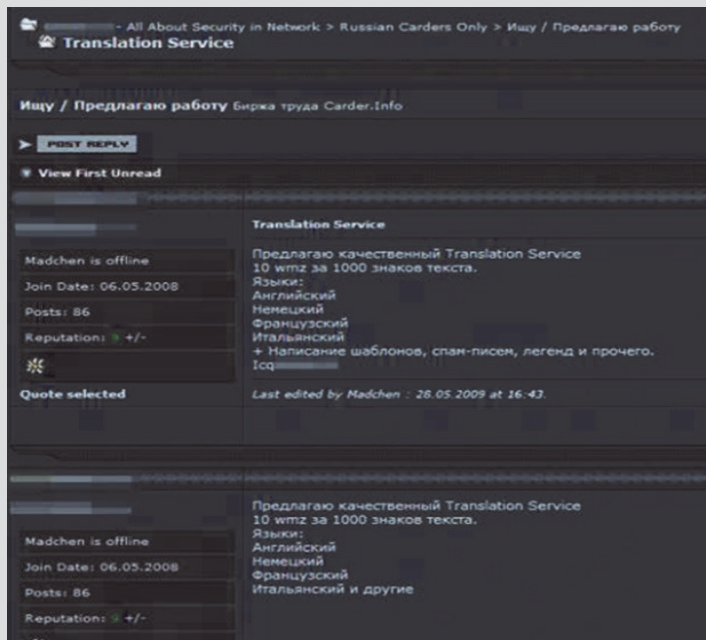 - All About Security in Network > Russian Carders Only > Ищу / Предлагаю работу
Translation Service
Ищу / Предлагаю работу Биржа труда Carder.Info
POST REPLY
View First Unread
Translation Service
Madchen is offline
Join Date: 06.05.2008
Posts: 86
Reputation: 9 +/-
Quote selected
Предлагаю качественный Translation Service
10 wmz за 1000 знаков текста.
Языки:
Английский
Немецкий
Французский
Итальянский
+ Написание шаблонов, спам-писем, легенд и прочего.
Icq
Last edited by Madchen : 28.05.2009 at 16:43.
Madchen is offline
Join Date: 06.05.2008
Posts: 86
Reputation: 9 +/-
Предлагаю качественный Translation Service
10 wmz за 1000 знаков текста.
Языки:
Английский
Немецкий
Французский
Итальянский и другие